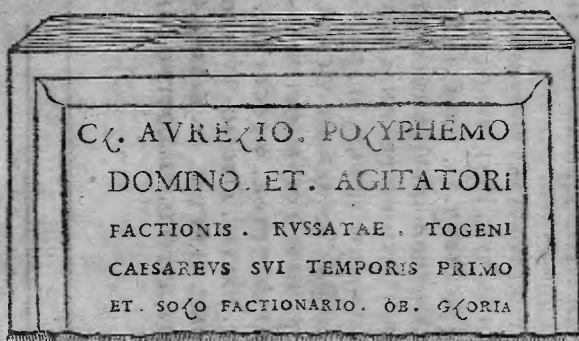 CL. AVRELIO. POLYPHEMO
DOMINO. ET. AGITATORI
FACTIONIS. RVSSATAE. TOGENI
CAESAREVS SVI TEMPORIS PRIMO
ET. SOLO FACTIONARIO. OB. GLORIA